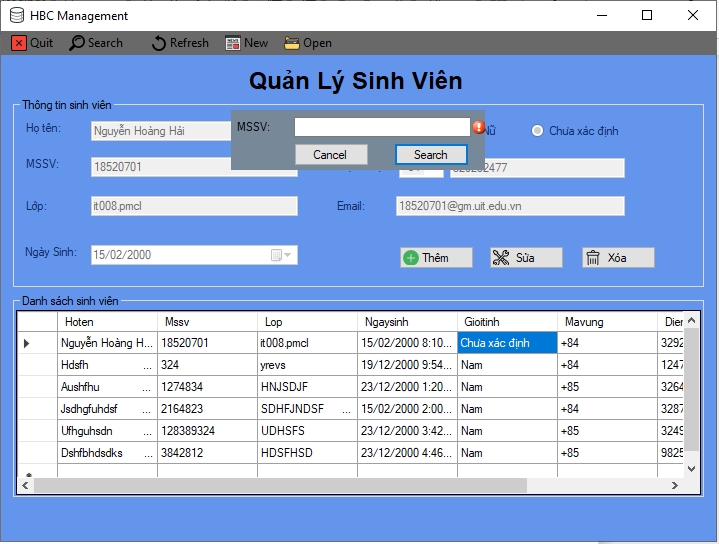 HBC Management
Quit Search Refresh New Open
Quản Lý Sinh Viên
Thông tin sinh viên
Họ tên: Nguyễn Hoàng Hải Nữ Chưa xác định
MSSV:
Cancel Search
MSSV: 18520701
Lớp: it008.pmcl Email: 18520701@gm.uit.edu.vn
Ngày Sinh: 15/02/2000 Thêm Sửa Xóa
Danh sách sinh viên
Hoten Mssv Lop Ngaysinh Gioitinh Mavung Dien
Nguyễn Hoàng H... 18520701 it008.pmcl 15/02/2000 8:10... Chưa xác định +84 3292
Hdsfh ... 324 yrevs 19/12/2000 9:54... Nam +84 1247
Aushfhu ... 1274834 HNJSDJF 23/12/2000 1:20... Nam +85 3264
Jsdhgfuhdsf ... 2164823 SDHFJNDSF ... 15/02/2000 2:00... Nam +84 3287
Ufhguhsdn ... 128389324 UDHSFS 23/12/2000 3:42... Nam +85 3249
Dshfbhdsdks ... 3842812 HDSFHSD 23/12/2000 4:46... Nam +85 9825